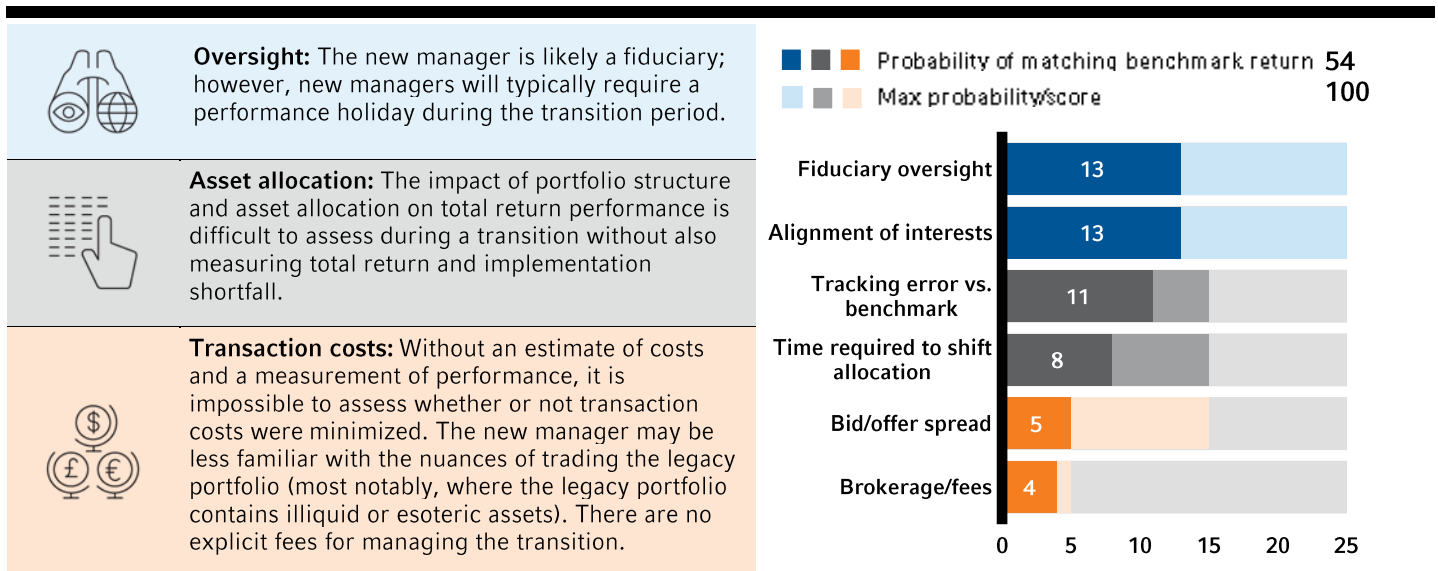 Oversight: The new manager is likely a fiduciary;
however, new managers will typically require a
performance holiday during the transition period.
Asset allocation: The impact of portfolio structure
and asset allocation on total return performance is
difficult to assess during a transition without also
measuring total return and implementation
shortfall.
$
£ €
Transaction costs: Without an estimate of costs
and a measurement of performance, it is
impossible to assess whether or not transaction
costs were minimized. The new manager may be
less familiar with the nuances of trading the legacy
portfolio (most notably, where the legacy portfolio
contains illiquid or esoteric assets). There are no
explicit fees for managing the transition.
Probability of matching benchmark return 54
Max probability/score 100
Fiduciary oversight 13
Alignment of interests 13
Tracking error vs.
benchmark 11
Time required to shift
allocation 8
Bid/offer spread 5
Brokerage/fees 4
0 5 10 15 20 25